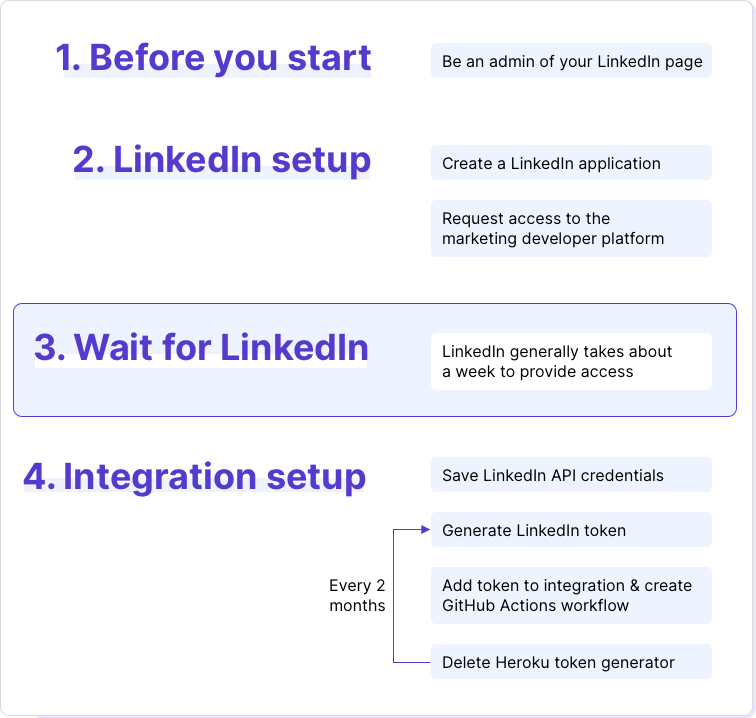 1. Before you start
Be an admin of your LinkedIn page
2. LinkedIn setup
Create a LinkedIn application
Request access to the
marketing developer platform
3. Wait for LinkedIn
LinkedIn generally takes about
a week to provide access
4. Integration setup
Save LinkedIn API credentials
Generate LinkedIn token
Every 2
months
Add token to integration & create
GitHub Actions workflow
Delete Heroku token generator